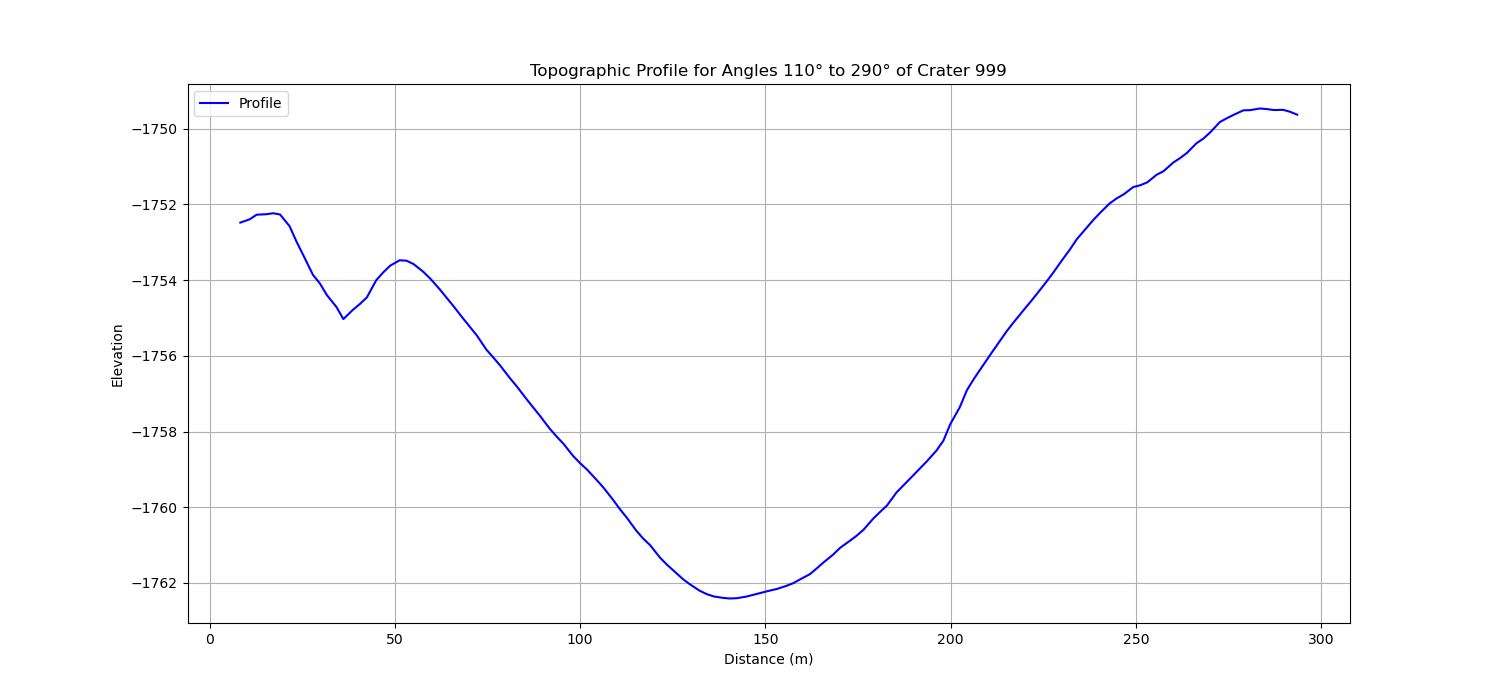 Topographic Profile for Angles 110° to 290° of Crater 999
Profile
−1750
−1752
−1754
−1756
−1758
−1760
−1762
Elevation
0 50 100 150 200 250 300
Distance (m)